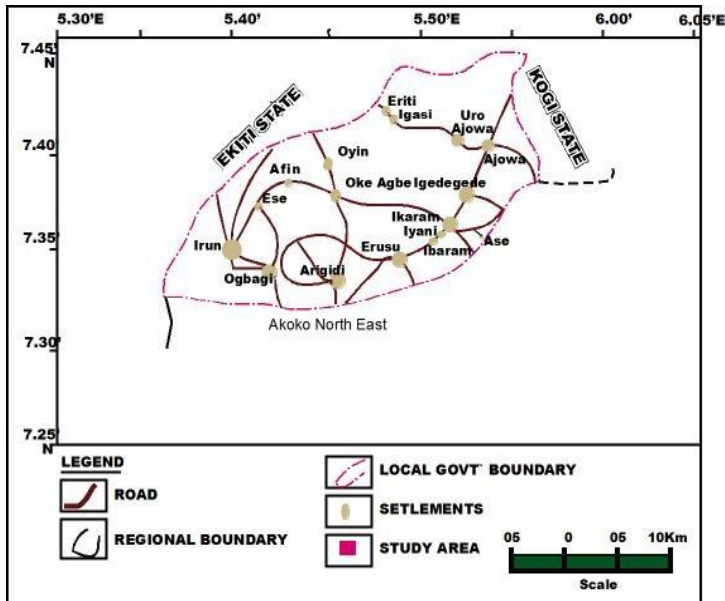 5.30'E 5.40' 5.50'E 6.00' 6.05'E
7.45'
N
KOGI STATE
EKITI STATE
Eriti
Igasi
Uro
Ajowa
7.40'
Oyin
Ajowa
Afin
Oke Agbe Igedegede
Ese
Ikaram
Iyani
Irun
Erusu
Ibaram
Ase
7.35'
Ogbagi
Arigidi
Akoko North East
7.30'
7.25'
N
LEGEND
ROAD
REGIONAL BOUNDARY
LOCAL GOVT' BOUNDARY
SETLEMENTS
STUDY AREA
05 0 05 10Km
Scale